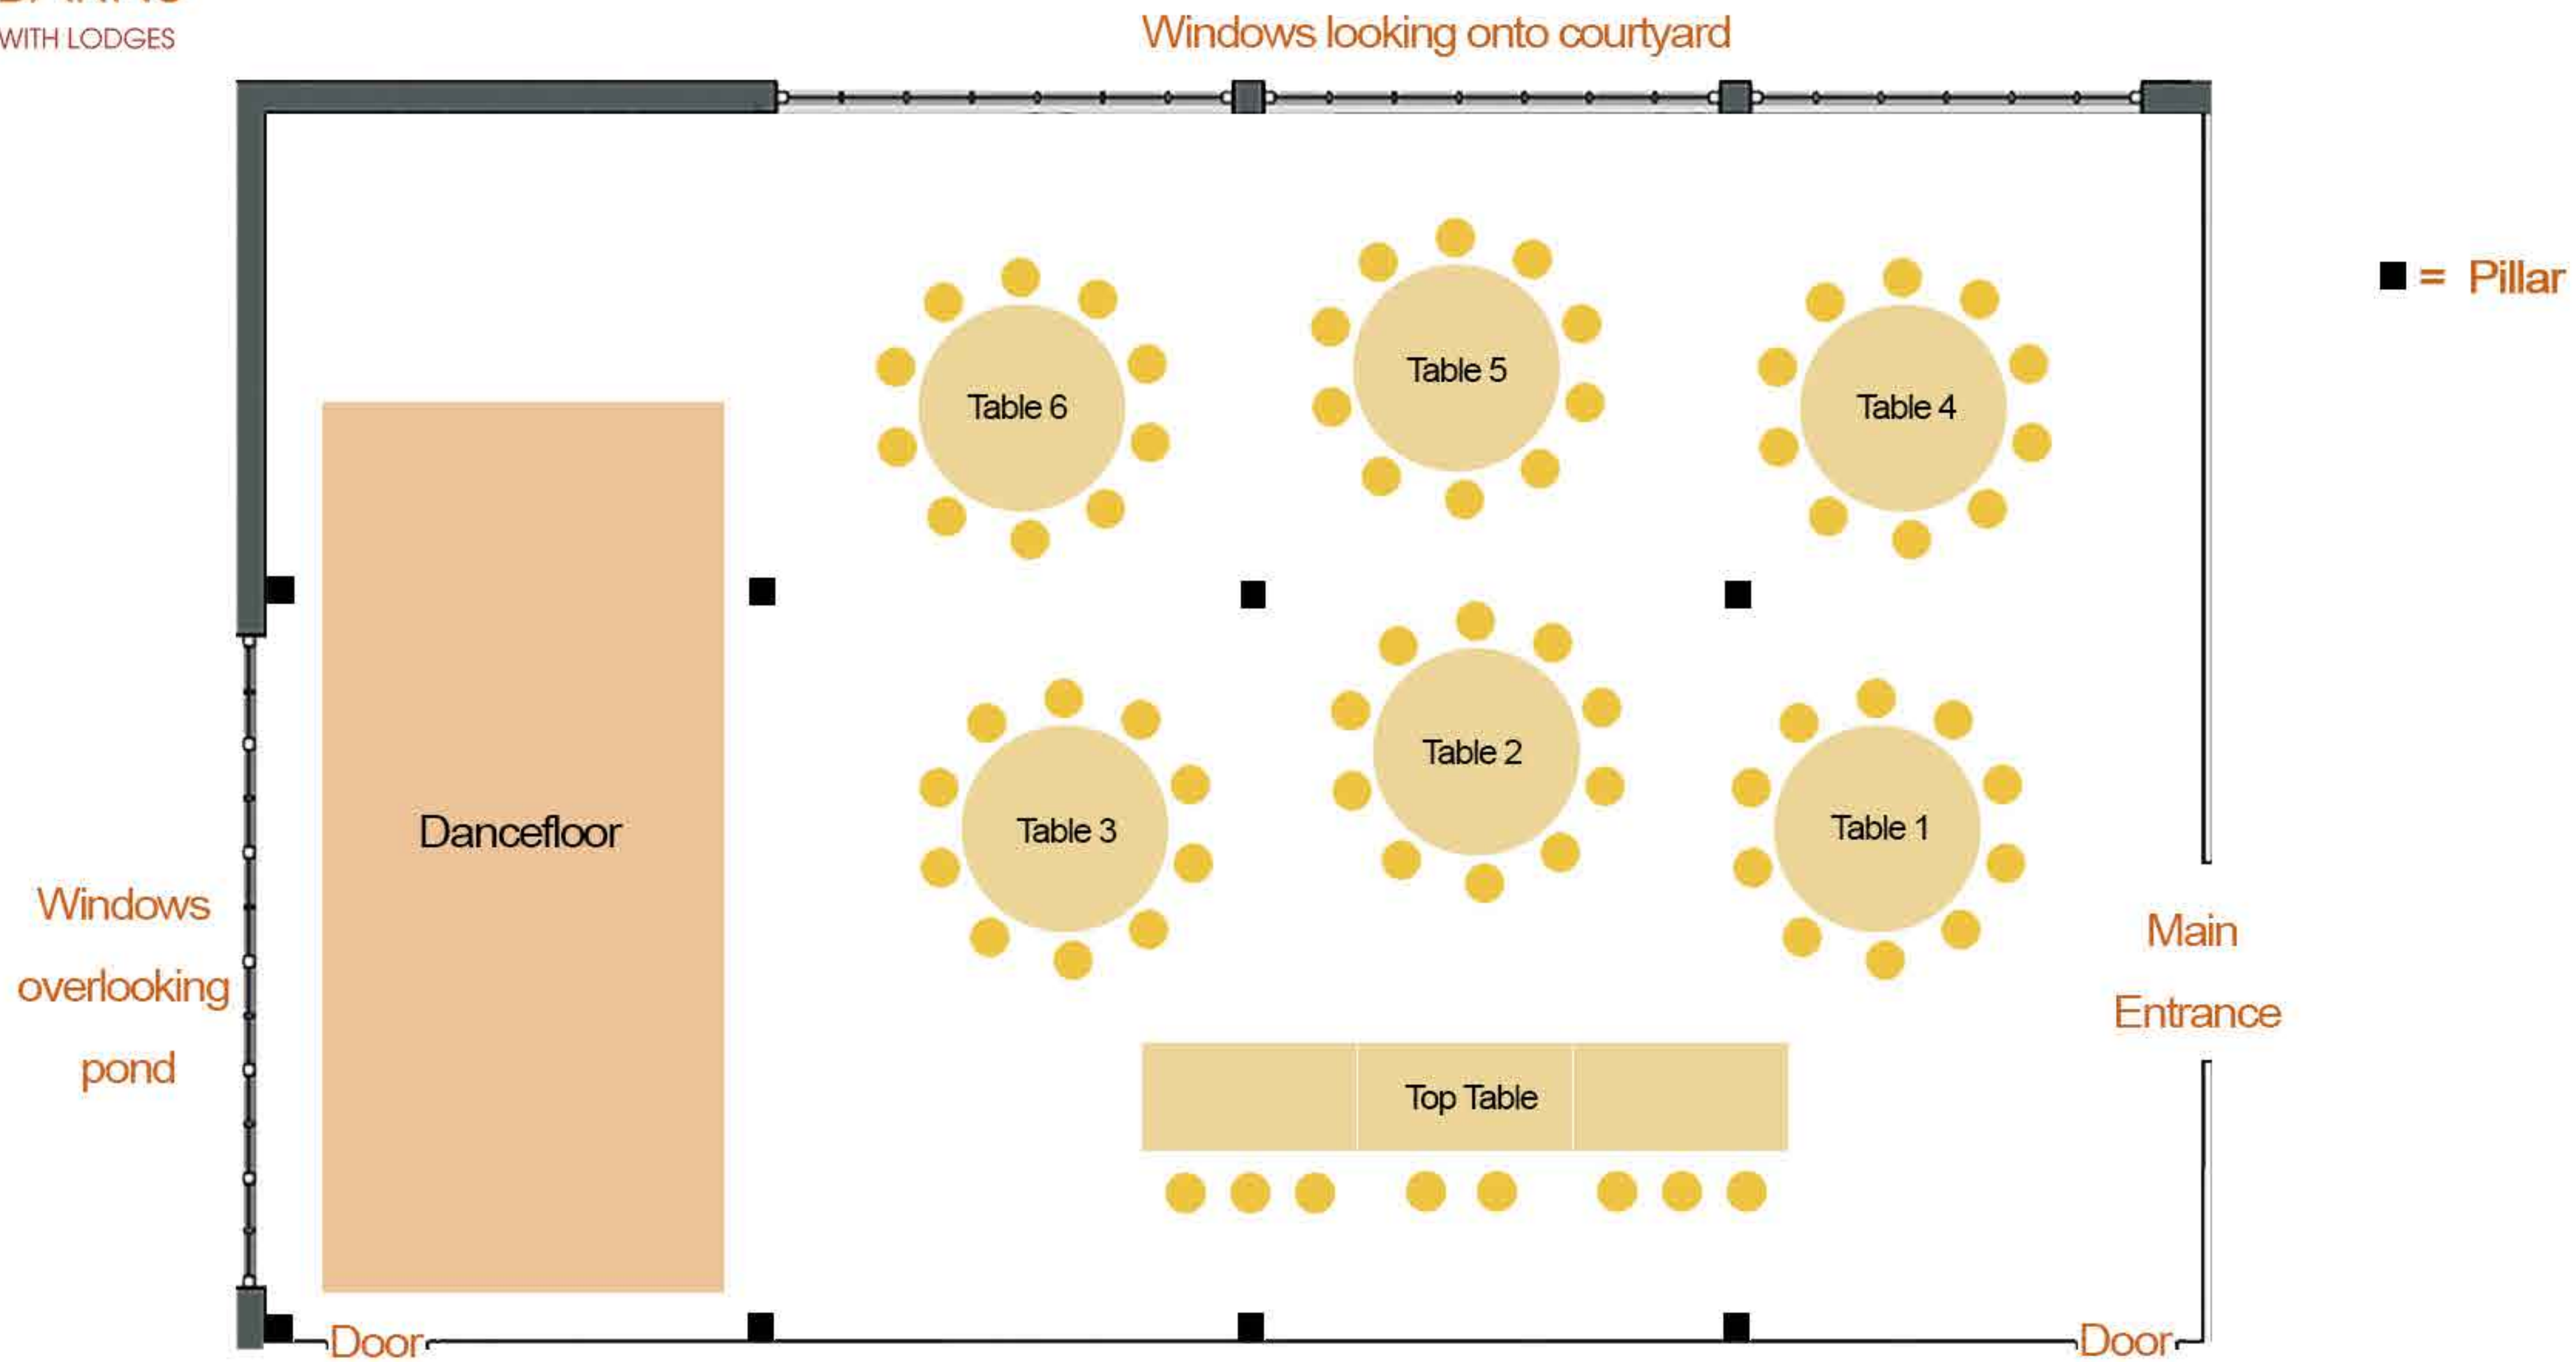 WITH LODGES
Windows looking onto courtyard
= Pillar
Table 6
Table 5
Table 4
Table 3
Table 2
Table 1
Dancefloor
Windows
overlooking
pond
Main
Entrance
Top Table
Door
Door